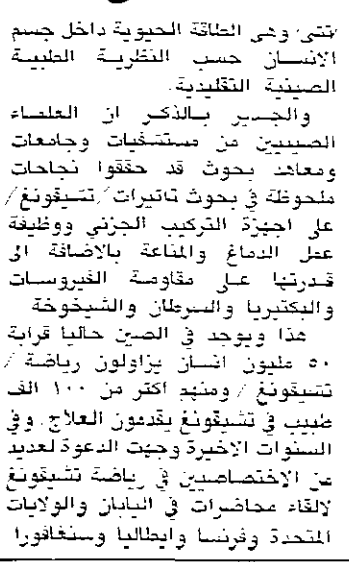 تشي/ وهي الطاقة الحيوية داخل جسم
الانسان حسب النظرية الطبية
الصينية التقليدية.
والجدير بالذكر ان العلماء
الصينيين من مستشفيات وجامعات
ومعاهد بحوث قد حققوا نجاحات
ملحوظة في بحوث تاثيرات/ تشيقونغ/
على اجهزة التركيب الجزئي ووظيفة
عمل الدماغ والمناعة بالاضافة الى
قدرتها على مقاومة الفيروسات
والبكتيريا والسرطان والشيخوخة
هذا ويوجد في الصين حاليا قرابة
٥٠ مليون انسان يزاولون رياضة /
تشيقونغ / ومنهم اكثر من ١٠٠ الف
طبيب في تشيقونغ يقدمون العلاج. وفي
السنوات الاخيرة وجهت الدعوة لعديد
من الاختصاصيين في رياضة تشيقونغ
لالقاء محاضرات في اليابان والولايات
المتحدة وفرنسا وايطاليا وسنغافورا